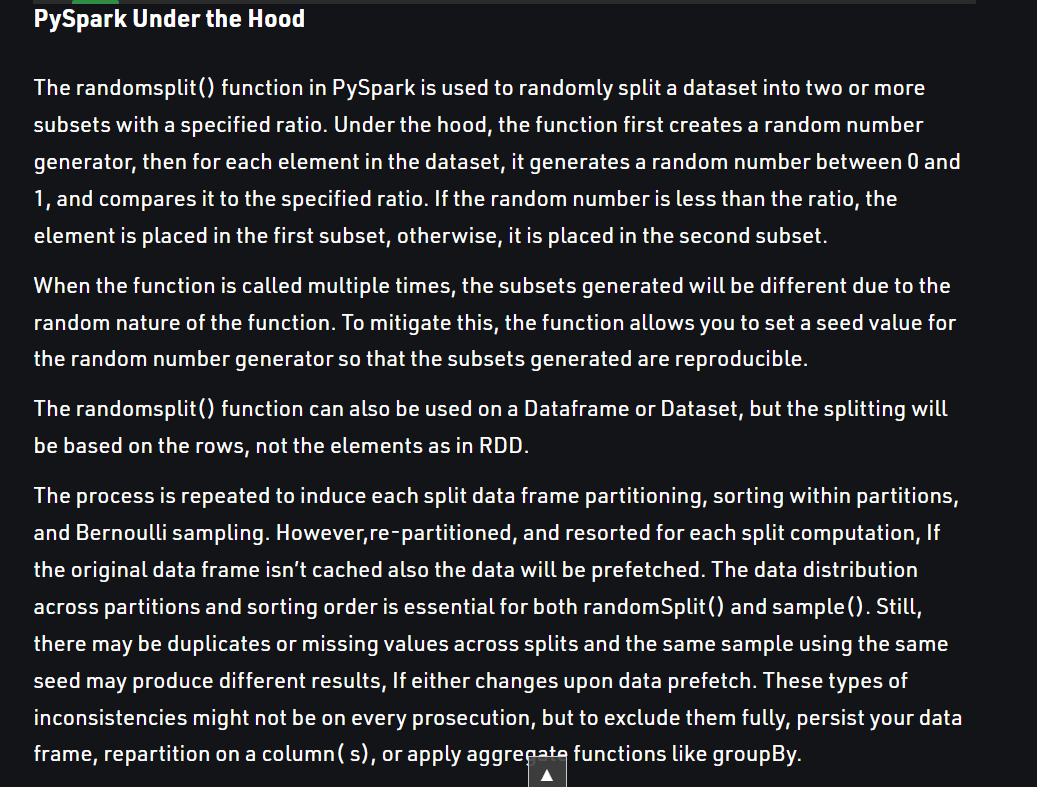 PySpark Under the Hood
The randomsplit() function in PySpark is used to randomly split a dataset into two or more
subsets with a specified ratio. Under the hood, the function first creates a random number
generator, then for each element in the dataset, it generates a random number between 0 and
1, and compares it to the specified ratio. If the random number is less than the ratio, the
element is placed in the first subset, otherwise, it is placed in the second subset.
When the function is called multiple times, the subsets generated will be different due to the
random nature of the function. To mitigate this, the function allows you to set a seed value for
the random number generator so that the subsets generated are reproducible.
The randomsplit() function can also be used on a Dataframe or Dataset, but the splitting will
be based on the rows, not the elements as in RDD.
The process is repeated to induce each split data frame partitioning, sorting within partitions,
and Bernoulli sampling. However,re-partitioned, and resorted for each split computation, If
the original data frame isn't cached also the data will be prefetched. The data distribution
across partitions and sorting order is essential for both randomSplit() and sample(). Still,
there may be duplicates or missing values across splits and the same sample using the same
seed may produce different results, If either changes upon data prefetch. These types of
inconsistencies might not be on every prosecution, but to exclude them fully, persist your data
frame, repartition on a column( s), or apply aggregate functions like groupBy.